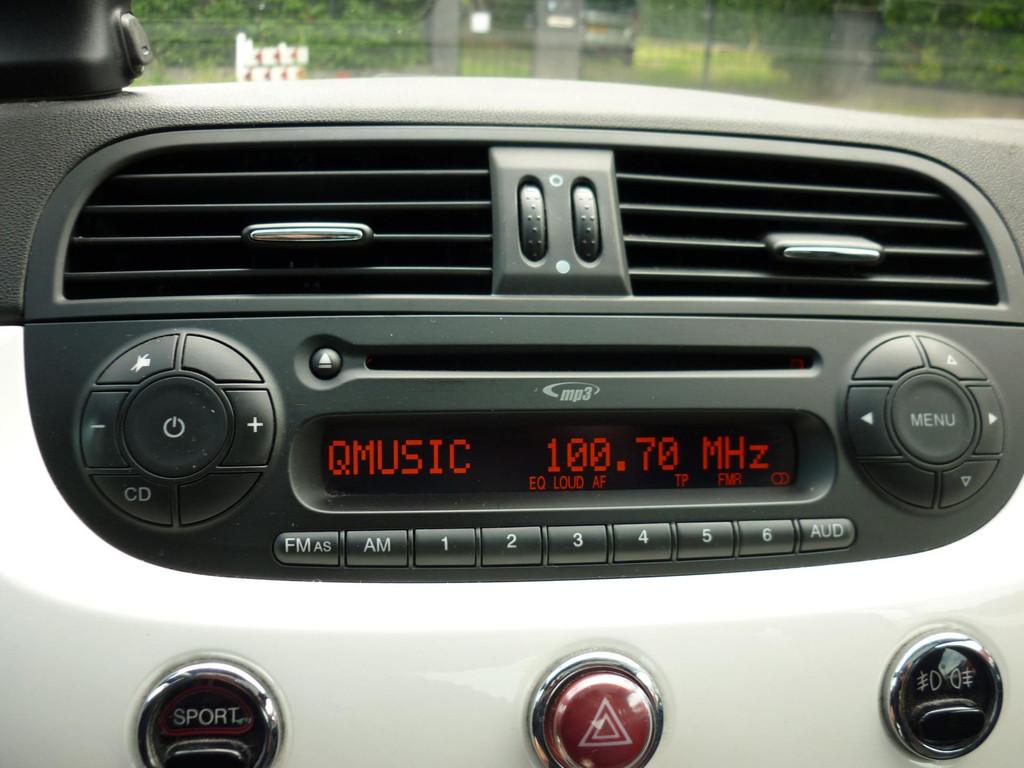 mp3
QMUSIC 100.70 MHz
EQ LOUD AF TP FMR
MENU
CD
FM AS AM 1 2 3 4 5 6 AUD
SPORT